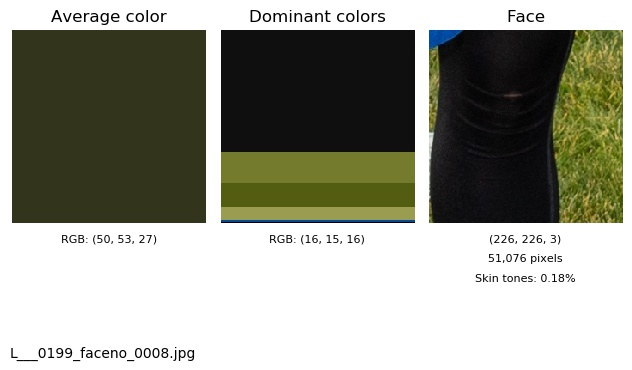 Average color
Dominant colors
Face
RGB: (50, 53, 27)
RGB: (16, 15, 16)
(226, 226, 3)
51,076 pixels
Skin tones: 0.18%
L___0199_faceno_0008.jpg